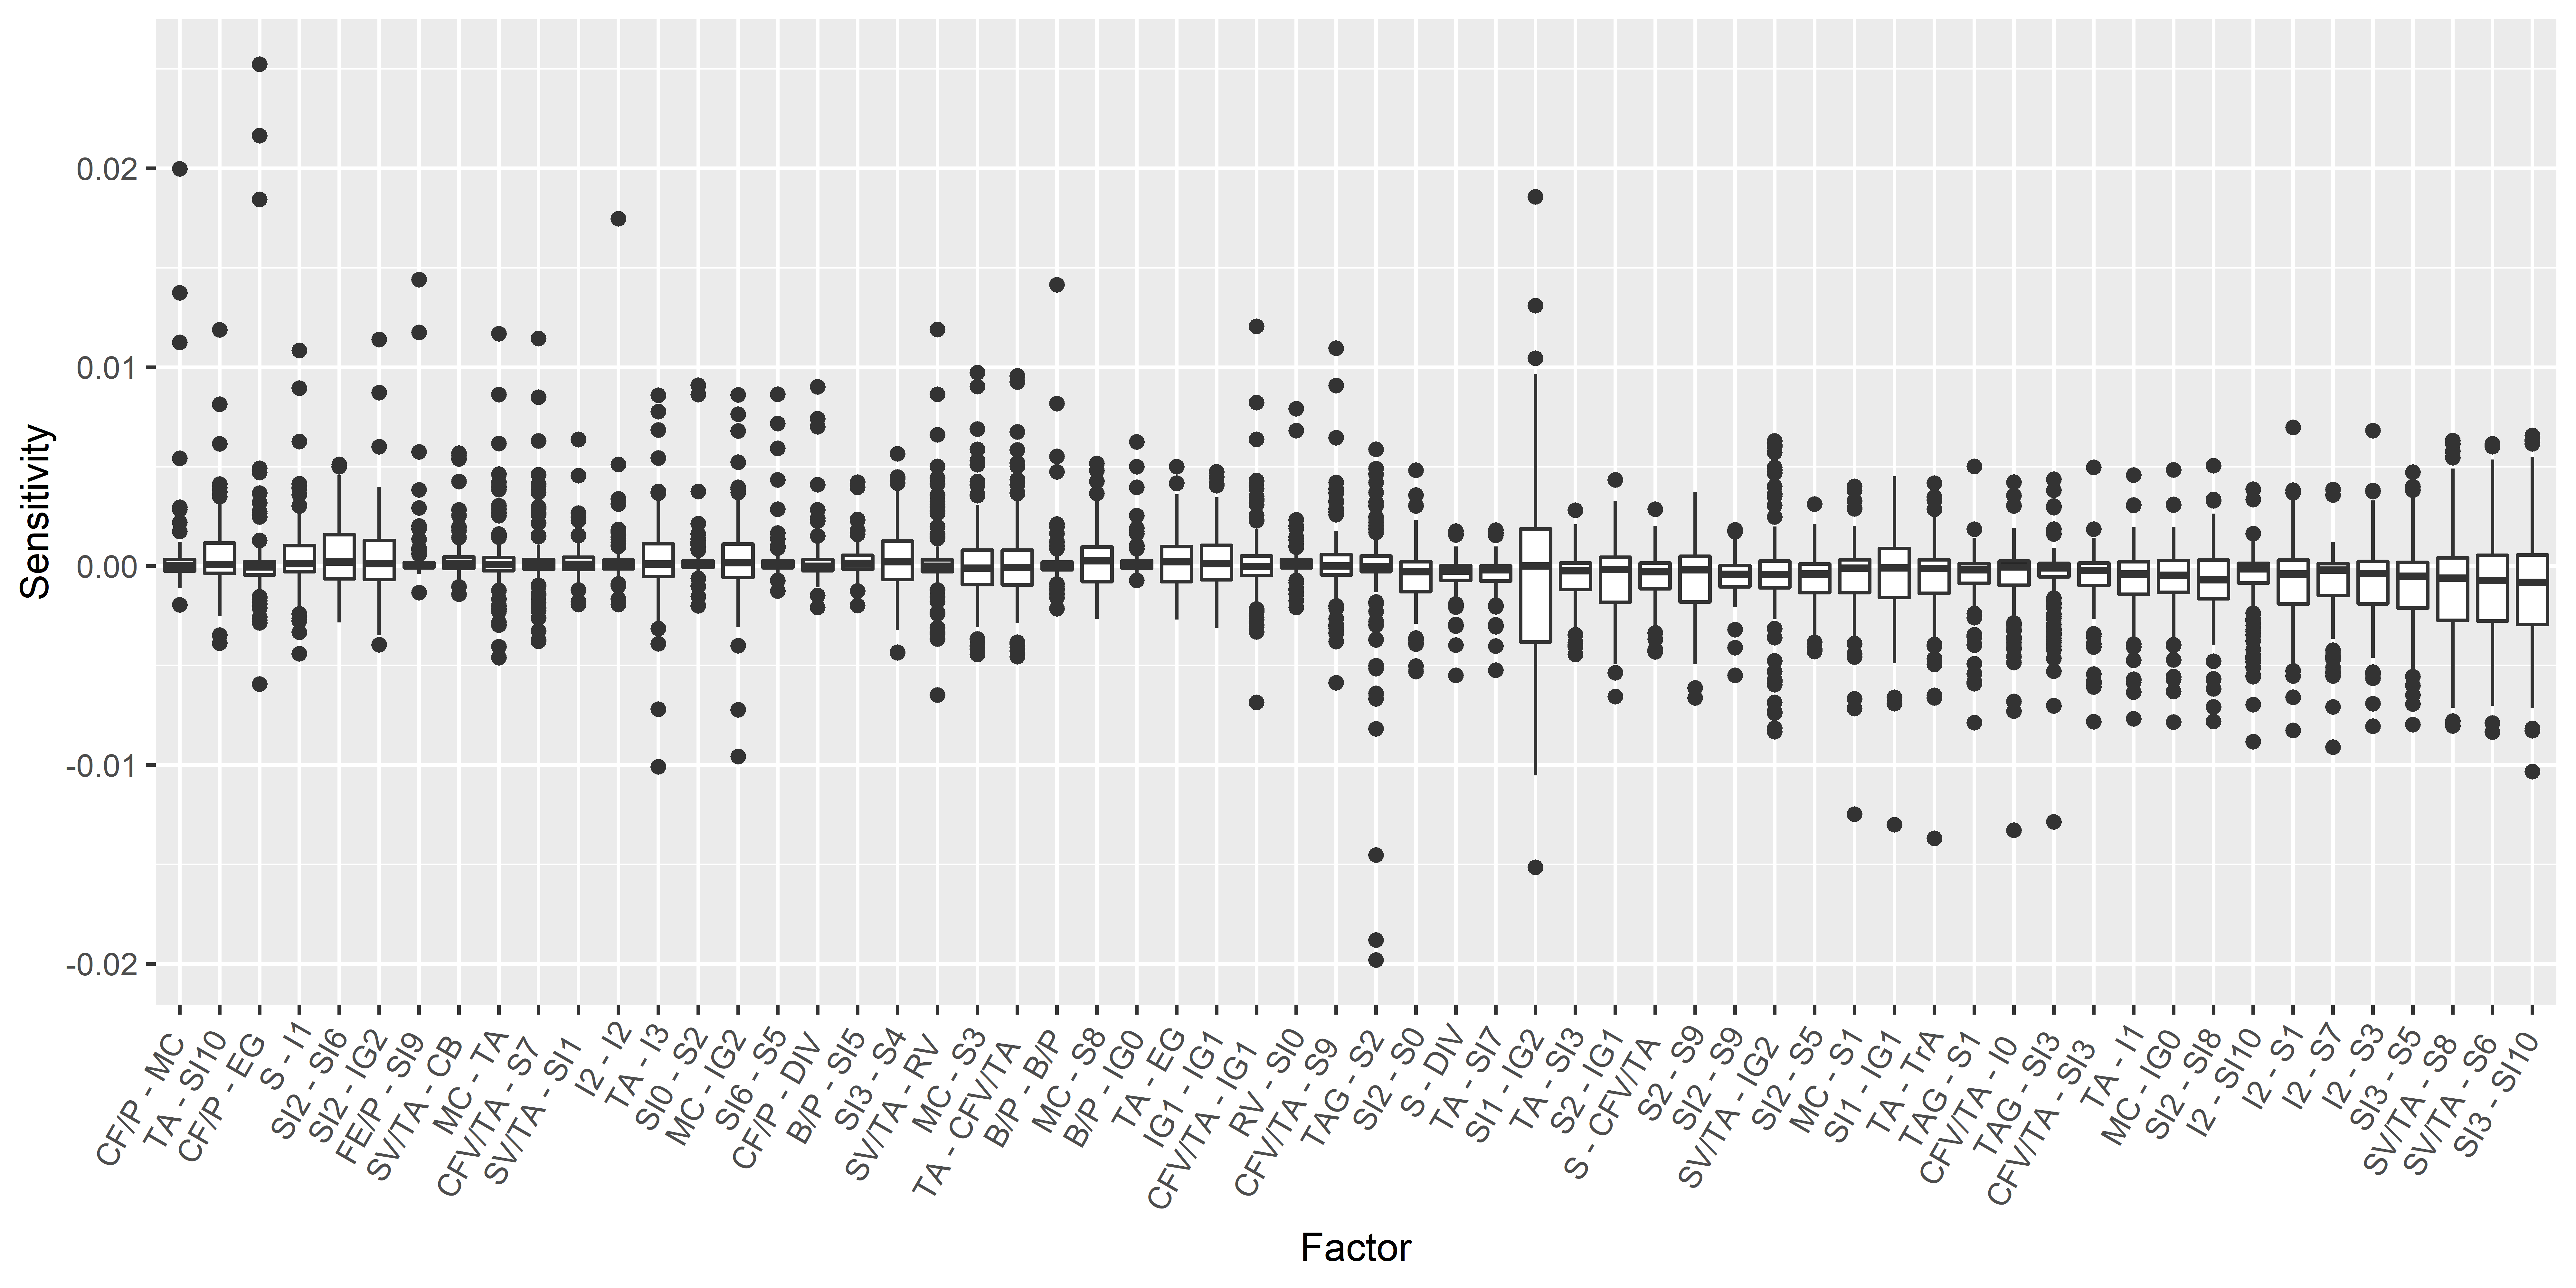 Sensitivity
0.02
0.01
0.00
-0.01
-0.02
CF/P - MC
TA - SI10
CF/P - EG
S - I1
SI2 - SI6
SI2 - IG2
FE/P - SI9
SV/TA - CB
MC - TA
CFV/TA - S7
SV/TA - SI1
I2 - I2
TA - I3
SI0 - S2
MC - IG2
SI6 - S5
CF/P - DIV
B/P - SI5
SI3 - S4
SV/TA - RV
MC - S3
TA - CFV/TA
B/P - B/P
MC - S8
B/P - IG0
TA - EG
IG1 - IG1
CFV/TA - IG1
RV - SI0
CFV/TA - S9
TAG - S2
SI2 - S0
S - DIV
TA - SI7
SI1 - IG2
TA - SI3
S2 - IG1
S - CFV/TA
S2 - S9
SI2 - S9
SV/TA - IG2
SI2 - S5
MC - S1
SI1 - IG1
TA - TrA
TAG - S1
CFV/TA - I0
TAG - SI3
CFV/TA - SI3
TA - I1
MC - IG0
SI2 - SI8
I2 - SI10
I2 - S1
I2 - S7
I2 - S3
SI3 - S5
SV/TA - S8
SV/TA - S6
SI3 - SI10
Factor